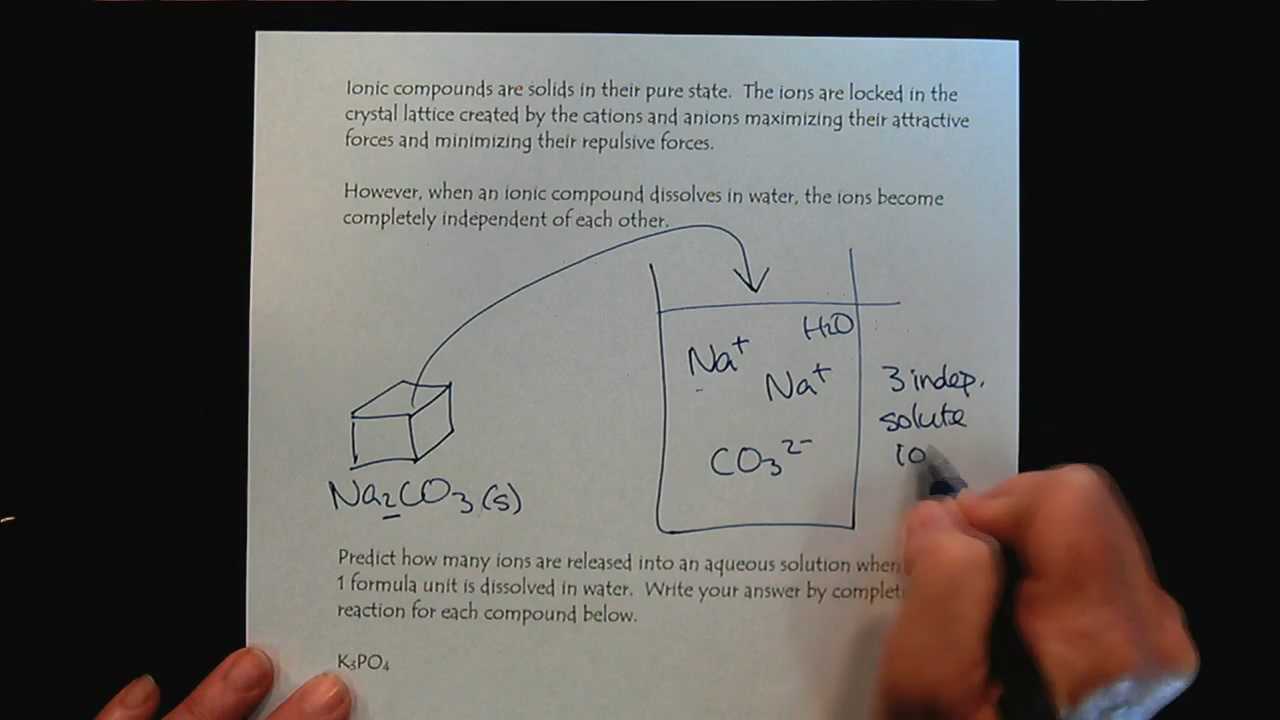 Ionic compounds are solids in their pure state. The ions are locked in the
crystal lattice created by the cations and anions maximizing their attractive
forces and minimizing their repulsive forces.
However, when an ionic compound dissolves in water, the ions become
completely independent of each other.
H₂O
Na⁺
Na⁺
CO₃²⁻
3 indep.
solute
io
Na₂CO₃(s)
Predict how many ions are released into an aqueous solution when
1 formula unit is dissolved in water. Write your answer by complet
reaction for each compound below.
K₃PO₄